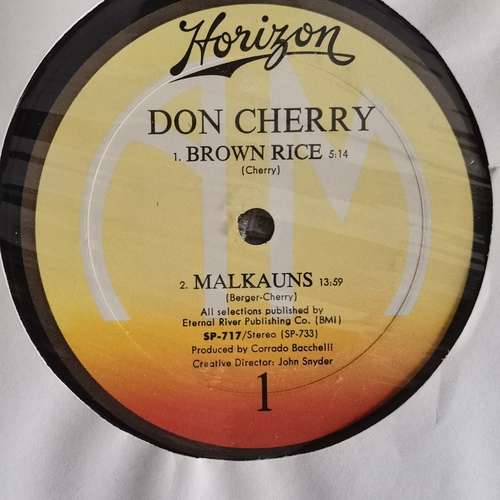 Horizon
DON CHERRY
1. BROWN RICE 5:14
(Cherry)
2. MALKAUNS 13:59
(Berger-Cherry)
All selections published by
Eternal River Publishing Co. (BMI)
SP-717/Stereo (SP-733)
Produced by Corrado Bacchelli
Creative Director: John Snyder
1
AM